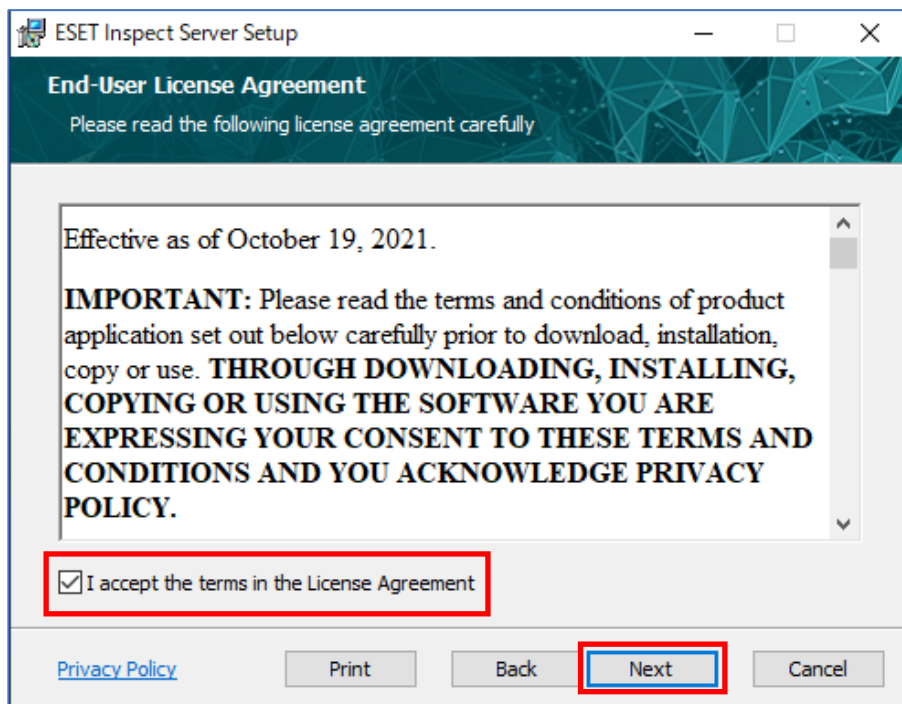 ESET Inspect Server Setup
End-User License Agreement
Please read the following license agreement carefully
Effective as of October 19, 2021.
IMPORTANT: Please read the terms and conditions of product
application set out below carefully prior to download, installation,
copy or use. THROUGH DOWNLOADING, INSTALLING,
COPYING OR USING THE SOFTWARE YOU ARE
EXPRESSING YOUR CONSENT TO THESE TERMS AND
CONDITIONS AND YOU ACKNOWLEDGE PRIVACY
POLICY.
I accept the terms in the License Agreement
Privacy Policy Print Back Next Cancel